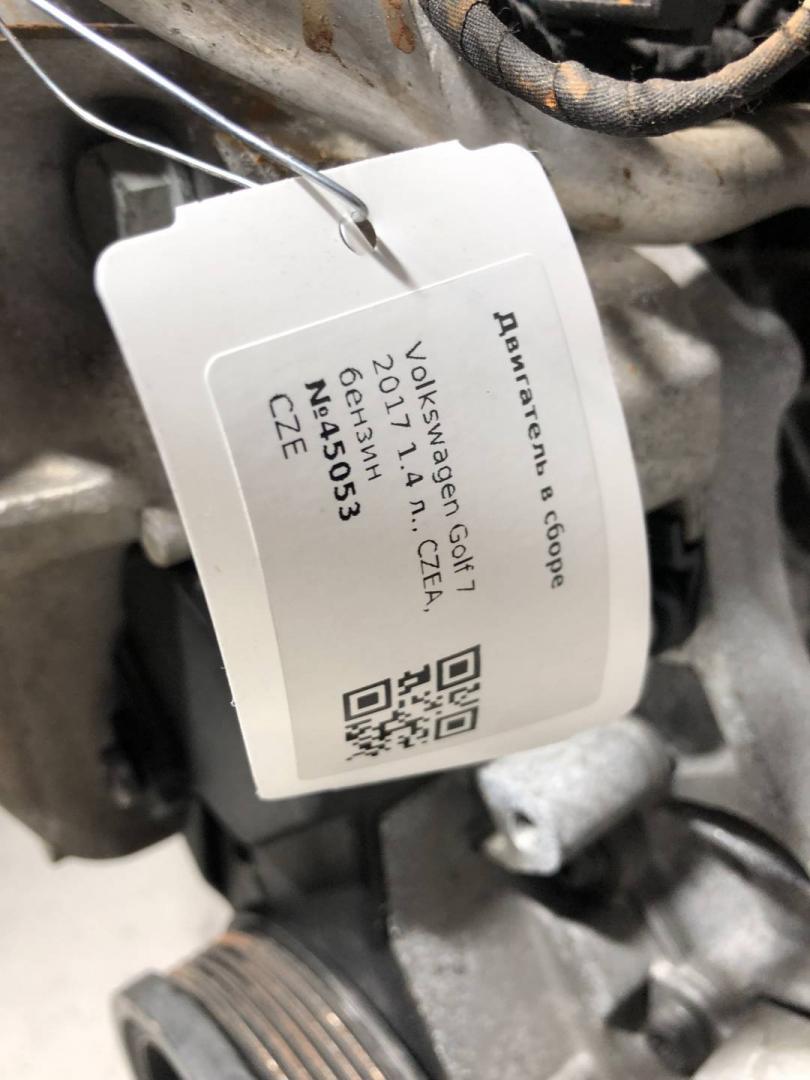 Двигатель в сборе
Volkswagen Golf 7
2017 1.4 л., CZEA,
бензин
№45053
CZE